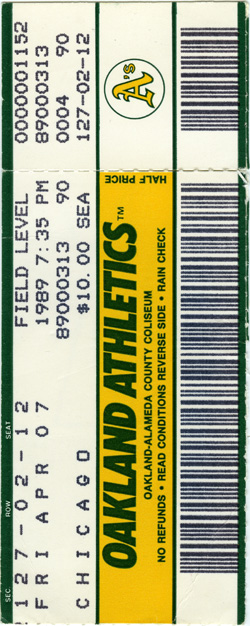 ROW SEAT
127-02-12 FIELD LEVEL 0000001152
FRI APR 07 1989 7:35 PM 89000313
89000313 90 0004 90
CHICAGO $10.00 SEA 127-02-12
OAKLAND ATHLETICS™
OAKLAND-ALAMEDA COUNTY COLISEUM
NO REFUNDS • READ CONDITIONS REVERSE SIDE • RAIN CHECK
HALF PRICE
A's